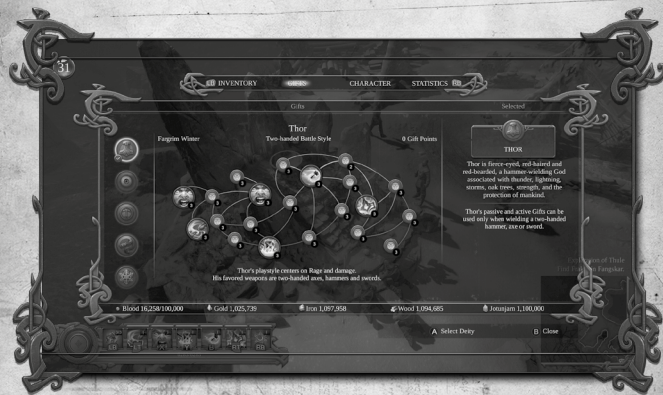 31
INVENTORY
CHARACTER
STATISTICS
Gifts
Selected
Thor
Fargrim Winter
Two-handed Battle Style
0 Gift Points
THOR
Thor is fierce-eyed, red-haired and
red-bearded, a hammer-wielding God
associated with thunder, lightning,
storms, oak trees, strength, and the
protection of mankind.
Thor's passive and active Gifts can be
used only when wielding a two-handed
hammer, axe or sword.
Thor's playstyle centers on Rage and damage.
His favored weapons are two-handed axes, hammers and swords.
Blood 16,258/100,000
Gold 1,025,739
Iron 1,097,958
Wood 1,094,685
Jotunjarn 1,100,000
A Select Deity
B Close